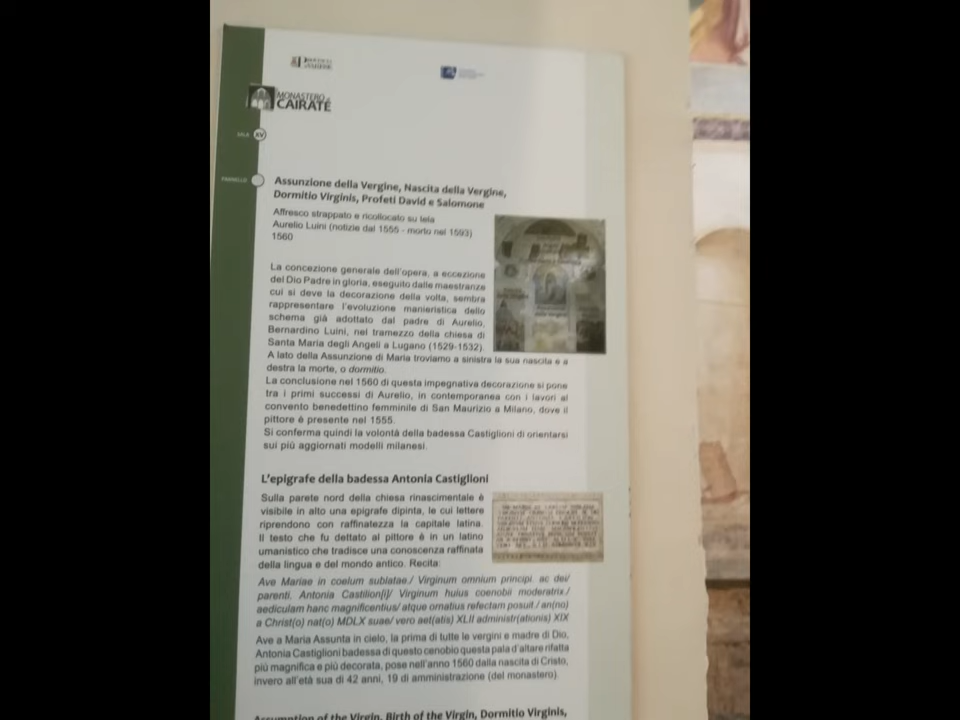 MONASTERO di
CAIRATE
SALA XV
PANNELLO
Assunzione della Vergine, Nascita della Vergine,
Dormitio Virginis, Profeti David e Salomone
Affresco strappato e ricollocato su tela
Aurelio Luini (notizie dal 1555 - morto nel 1593)
1560
La concezione generale dell'opera, a eccezione
del Dio Padre in gloria, eseguito dalle maestranze
cui si deve la decorazione della volta, sembra
rappresentare l'evoluzione manieristica dello
schema già adottato dal padre di Aurelio,
Bernardino Luini, nel tramezzo della chiesa di
Santa Maria degli Angeli a Lugano (1529-1532).
A lato della Assunzione di Maria troviamo a sinistra la sua nascita e a
destra la morte, o dormitio.
La conclusione nel 1560 di questa impegnativa decorazione si pone
tra i primi successi di Aurelio, in contemporanea con i lavori al
convento benedettino femminile di San Maurizio a Milano, dove il
pittore è presente nel 1555.
Si conferma quindi la volontà della badessa Castiglioni di orientarsi
sui più aggiornati modelli milanesi.
L'epigrafe della badessa Antonia Castiglioni
Sulla parete nord della chiesa rinascimentale è
visibile in alto una epigrafe dipinta, le cui lettere
riprendono con raffinatezza la capitale latina.
Il testo che fu dettato al pittore è in un latino
umanistico che tradisce una conoscenza raffinata
della lingua e del mondo antico. Recita:
Ave Mariae in coelum sublatae./ Virginum omnium principi. ac dei/
parenti. Antonia Castilion[i]/ Virginum huius coenobii moderatrix./
aediculam hanc magnificentius/ atque ornatius refectam posuit./ an(no)
a Christ(o) nat(o) MDLX suae/ vero aet(atis) XLII administr(ationis) XIX
Ave a Maria Assunta in cielo, la prima di tutte le vergini e madre di Dio,
Antonia Castiglioni badessa di questo cenobio questa pala d'altare rifatta
più magnifica e più decorata, pose nell'anno 1560 dalla nascita di Cristo,
invero all'età sua di 42 anni, 19 di amministrazione (del monastero).
Assumption of the Virgin, Birth of the Virgin, Dormitio Virginis,